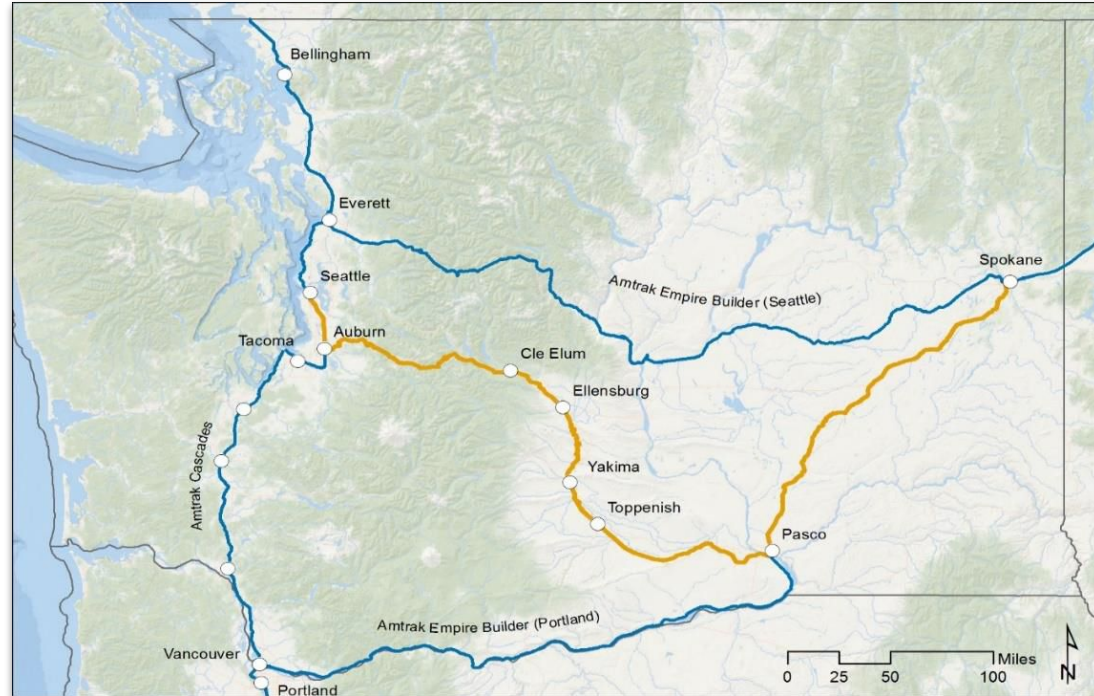 Bellingham
Everett
Seattle
Spokane
Amtrak Empire Builder (Seattle)
Tacoma
Auburn
Cle Elum
Ellensburg
Amtrak Cascades
Yakima
Toppenish
Pasco
Amtrak Empire Builder (Portland)
Vancouver
Portland
Miles
0 25 50 100
N